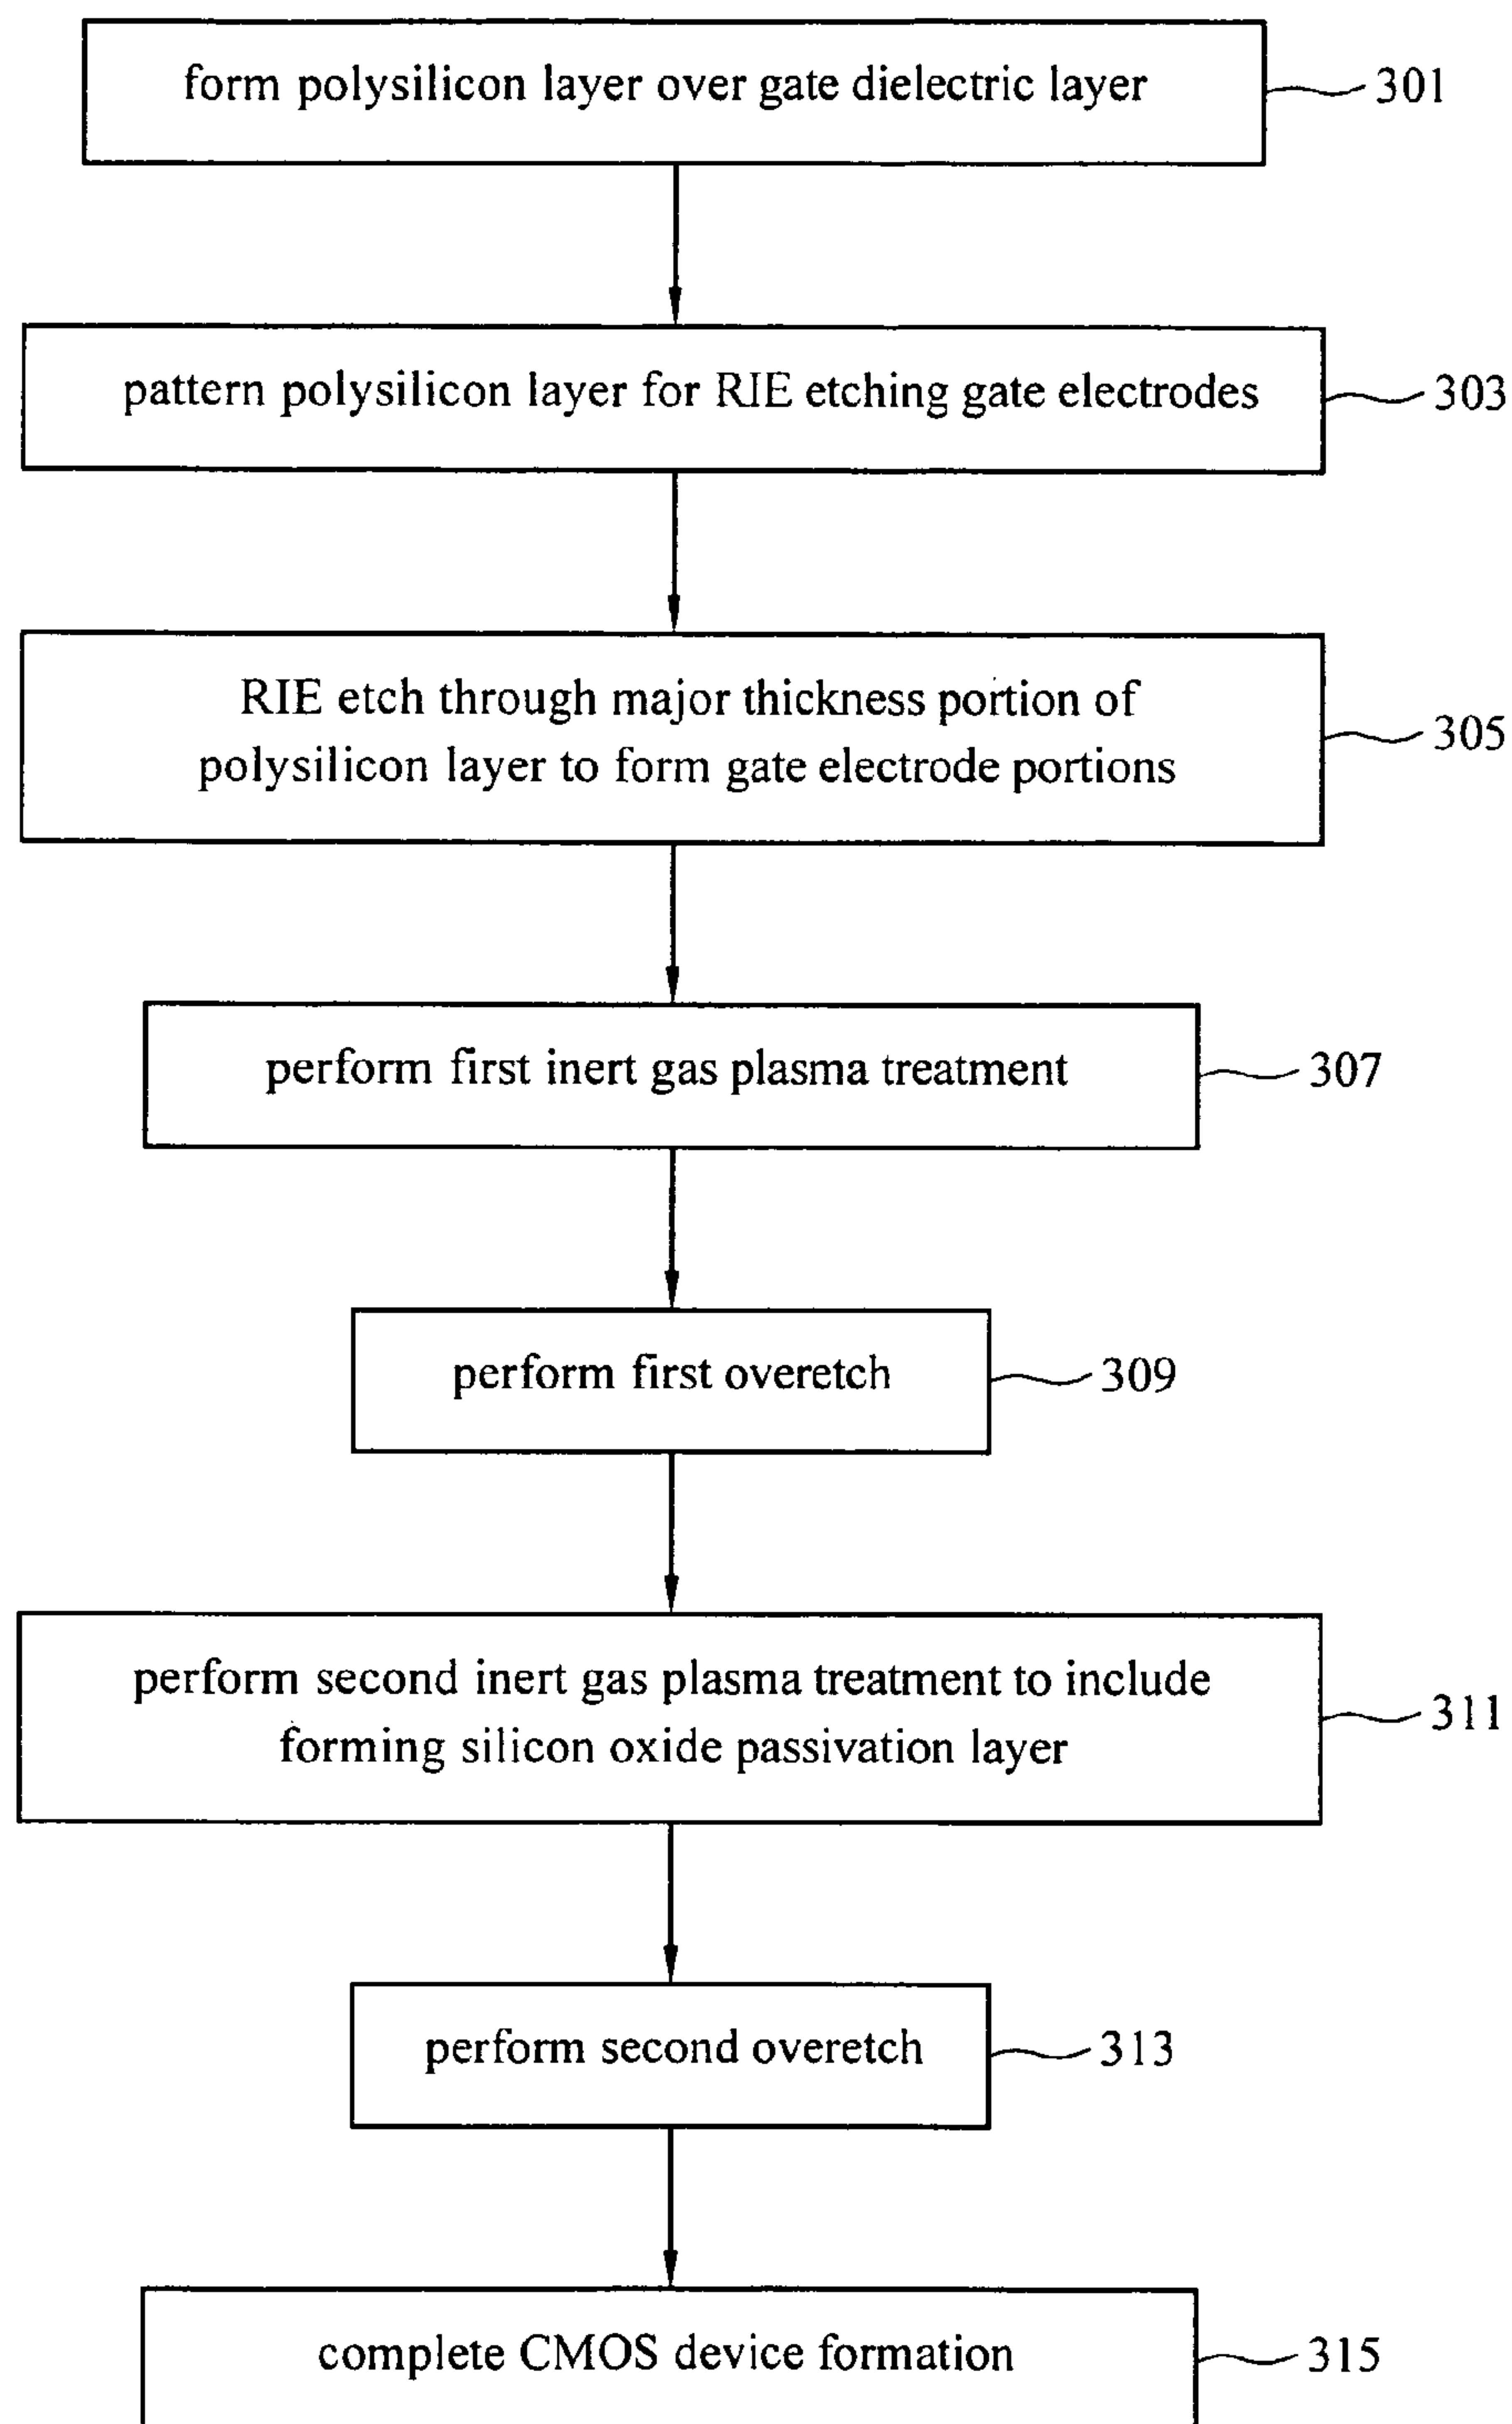 form polysilicon layer over gate dielectric layer
301
pattern polysilicon layer for RIE etching gate electrodes
303
RIE etch through major thickness portion of
polysilicon layer to form gate electrode portions
305
perform first inert gas plasma treatment
307
perform first overetch
309
perform second inert gas plasma treatment to include
forming silicon oxide passivation layer
311
perform second overetch
313
complete CMOS device formation
315